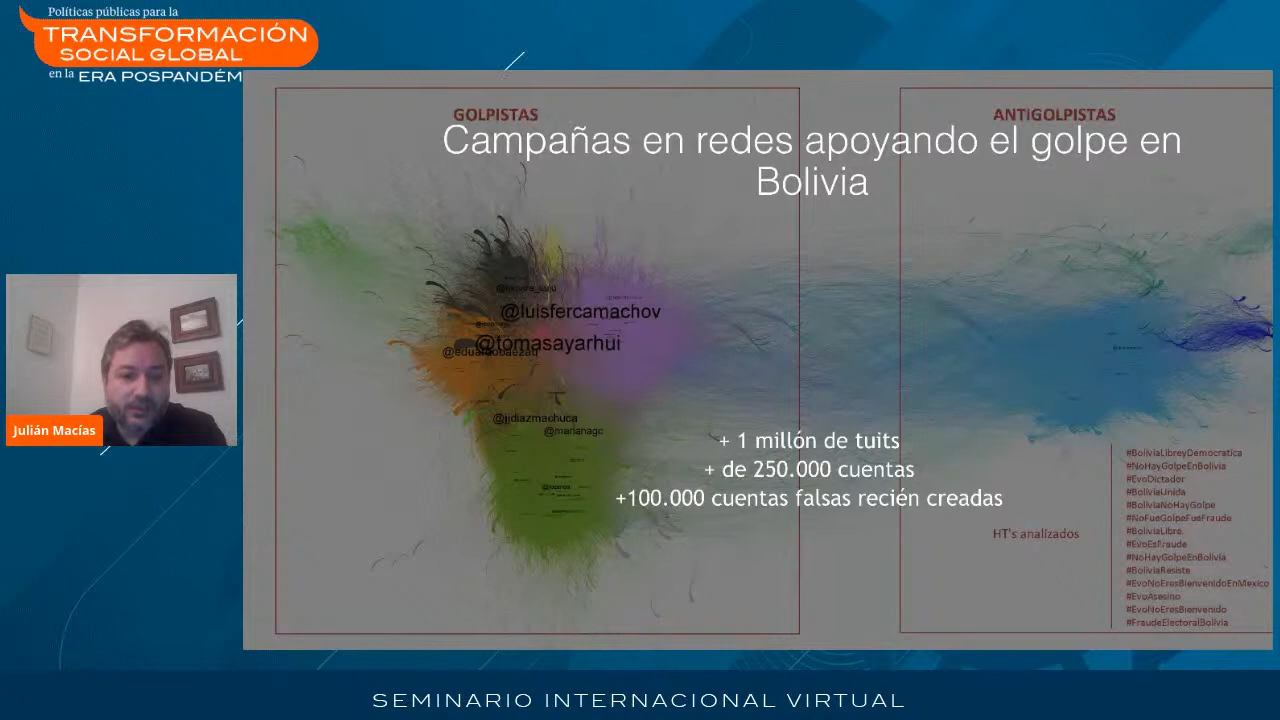 Políticas públicas para la
TRANSFORMACIÓN
SOCIAL GLOBAL
en la ERA POSPANDÉM
GOLPISTAS
ANTIGOLPISTAS
Campañas en redes apoyando el golpe en
Bolivia
@luisfercamachov
@tomasayarhui
@eduardobaezag
@jjdiazmachuca
@marianagc
+ 1 millón de tuits
+ de 250.000 cuentas
+100.000 cuentas falsas recién creadas
HT's analizados
#BoliviaLibreyDemocratica
#NoHayGolpeEnBolivia
#EvoDictador
#BoliviaUnida
#BoliviaNoHayGolpe
#NoFueGolpeFueFraude
#BoliviaLibre
#EvoEsFraude
#NoHayGolpeEnBolivia
#BoliviaResiste
#EvoNoEresBienvenidoEnMexico
#EvoAsesino
#EvoNoEresBienvenido
#FraudeElectoralBolivia
Julián Macías
SEMINARIO INTERNACIONAL VIRTUAL